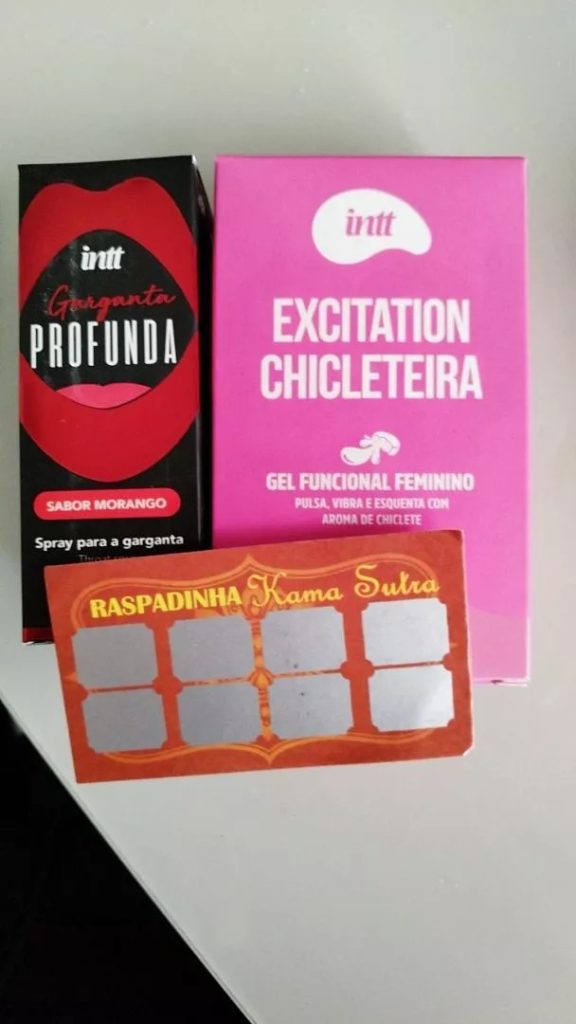 intt
Garganta
PROFUNDA
SABOR MORANGO
Spray para a garganta
intt
EXCITATION
CHICLETEIRA
GEL FUNCIONAL FEMININO
PULSA, VIBRA E ESQUENTA COM
AROMA DE CHICLETE
RASPADINHA Kama Sutra